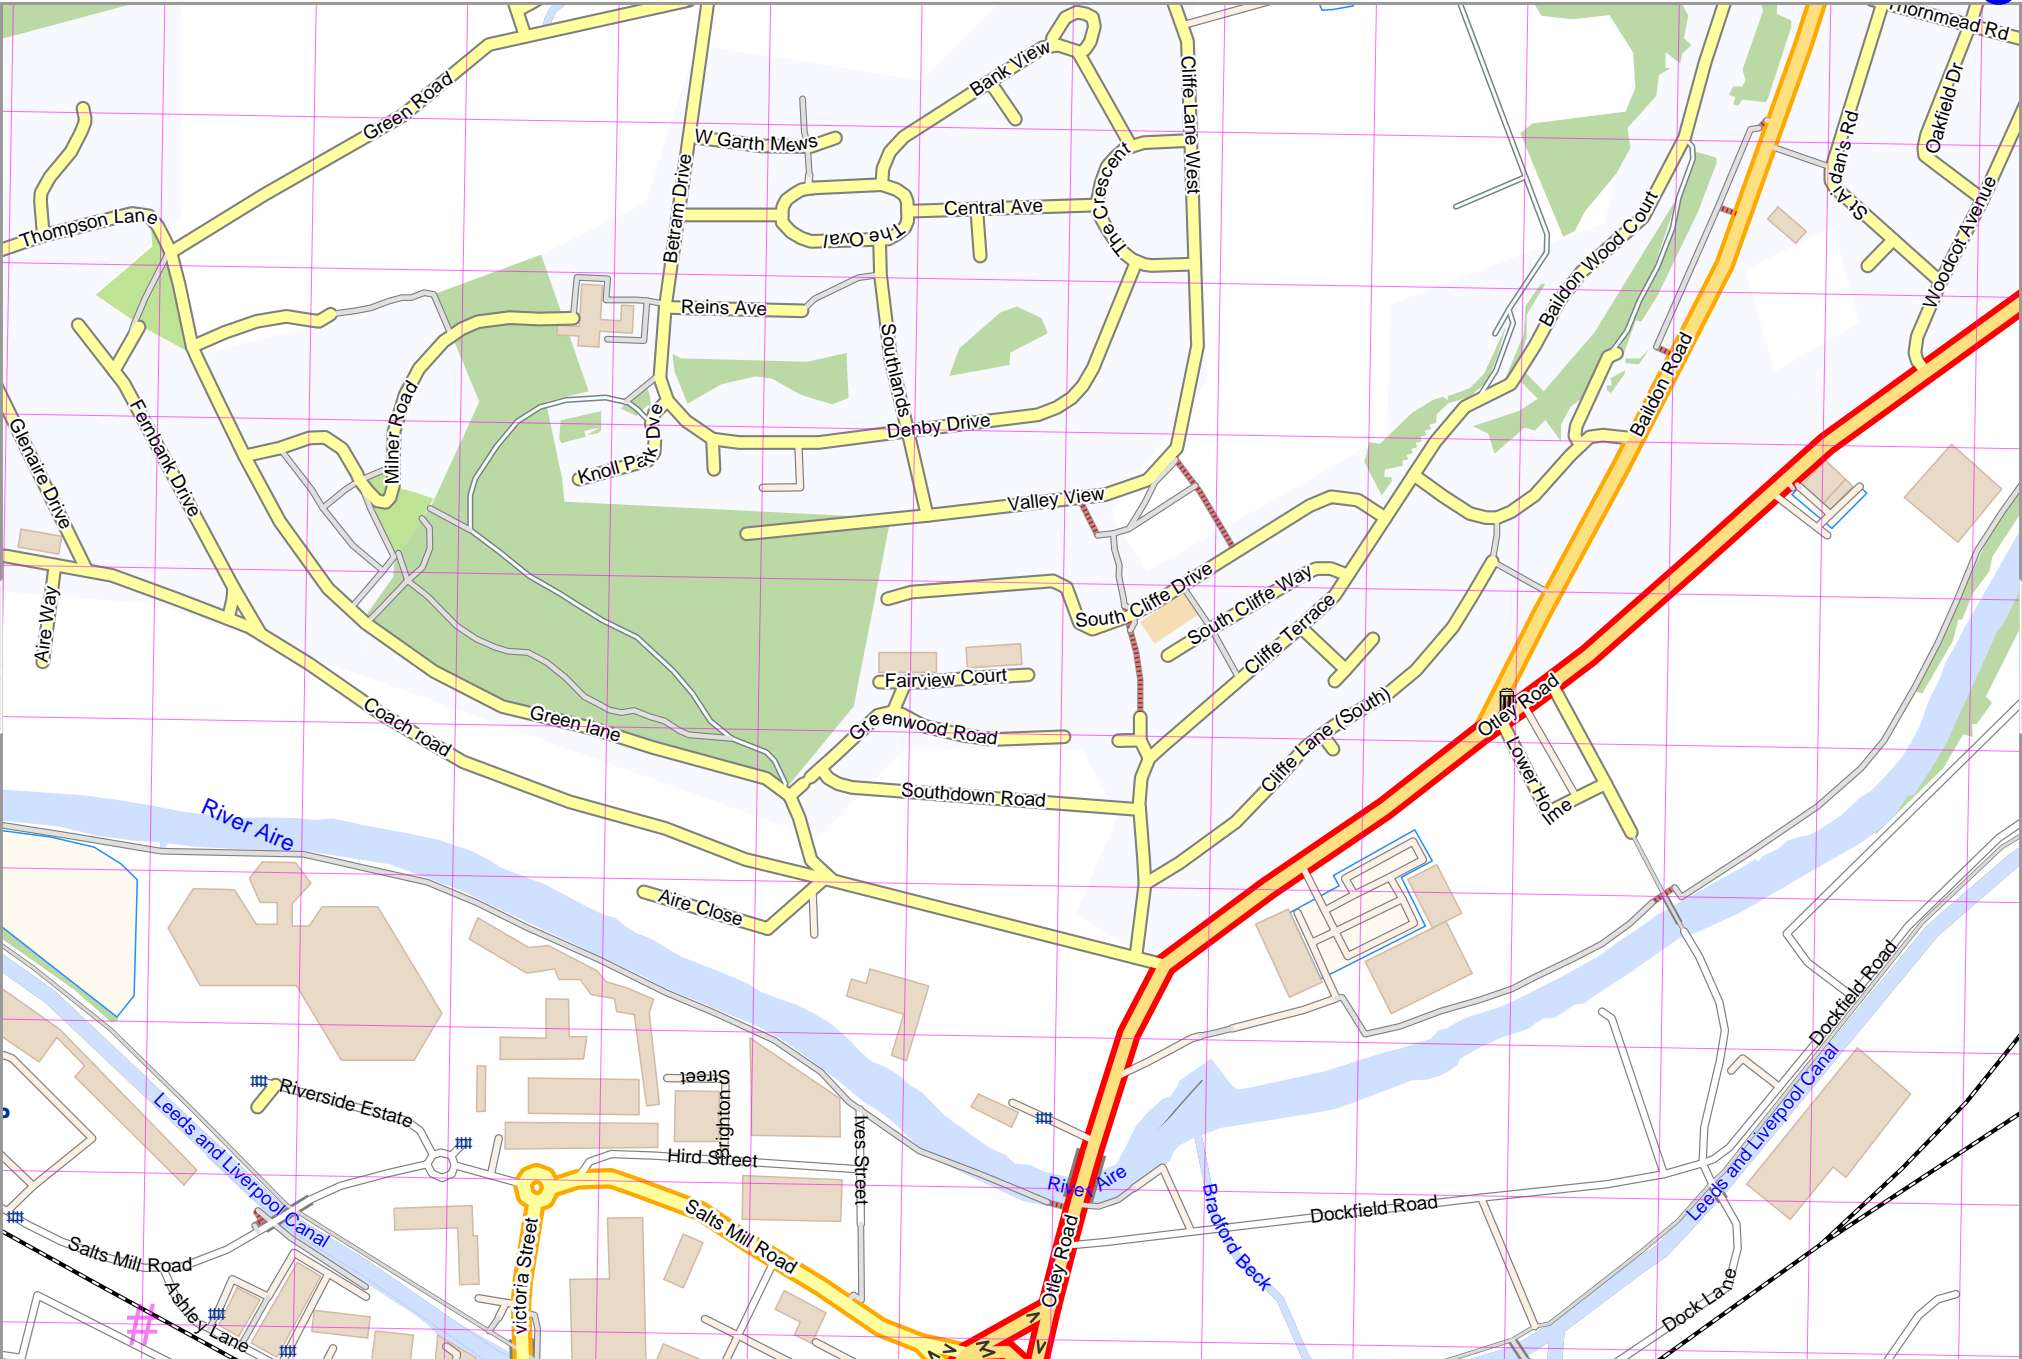 Thornmead Rd
Bank View
Green Road
Cliffe Lane West
Oakfield Dr
W Garth Mews
St Aidan's Rd
The Crescent
Betram Drive
Central Ave
Thompson Lane
The Oval
Woodcot Avenue
Baildon Wood Court
Reins Ave
Southlands
Baildon Road
Milner Road
Denby Drive
Fernbank Drive
Glenaire Drive
Knoll Park Dve
Valley View
South Cliffe Drive
South Cliffe Way
Aire Way
Cliffe Terrace
Fairview Court
Otley Road
Coach road
Green lane
Greenwood Road
Cliffe Lane (South)
Lower Holme
Southdown Road
River Aire
Aire Close
Dockfield Road
Leeds and Liverpool Canal
Riverside Estate
Brighton Street
Ives Street
Hird Street
River Aire
Leeds and Liverpool Canal
Bradford Beck
Dockfield Road
Salts Mill Road
Salts Mill Road
victoria Street
Otley Road
Ashley Lane
Dock Lane